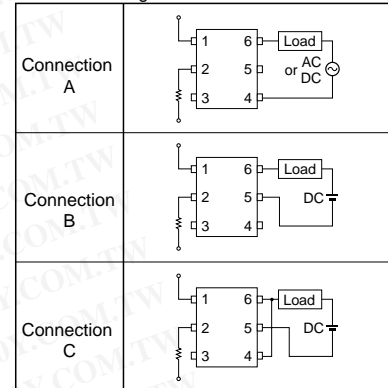 Connection
A
1 6 Load
2 5 or AC
DC
3 4
Connection
B
1 6 Load
2 5 DC
3 4
Connection
C
1 6 Load
2 5 DC
3 4